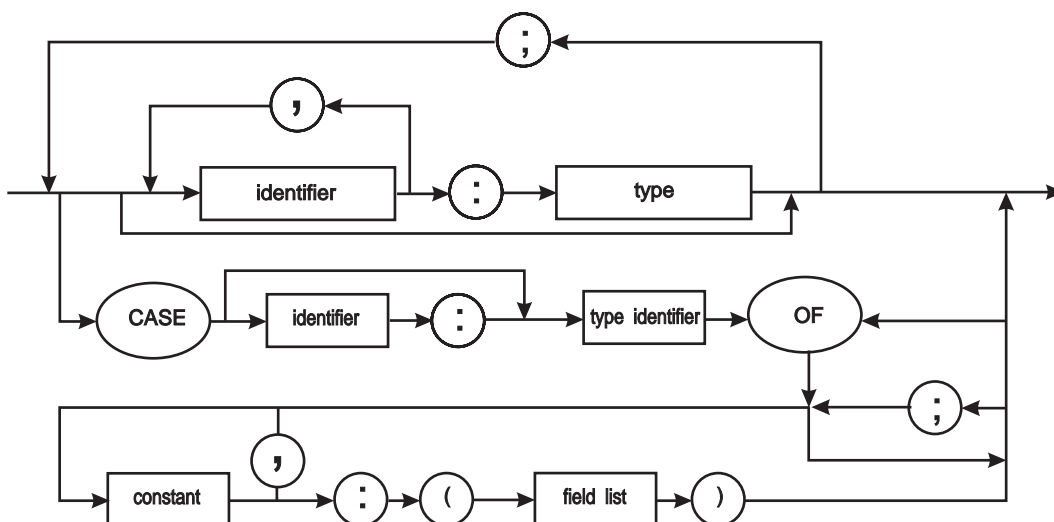 ;
,
identifier : type
CASE identifier : type identifier OF
;
,
constant : ( field list )